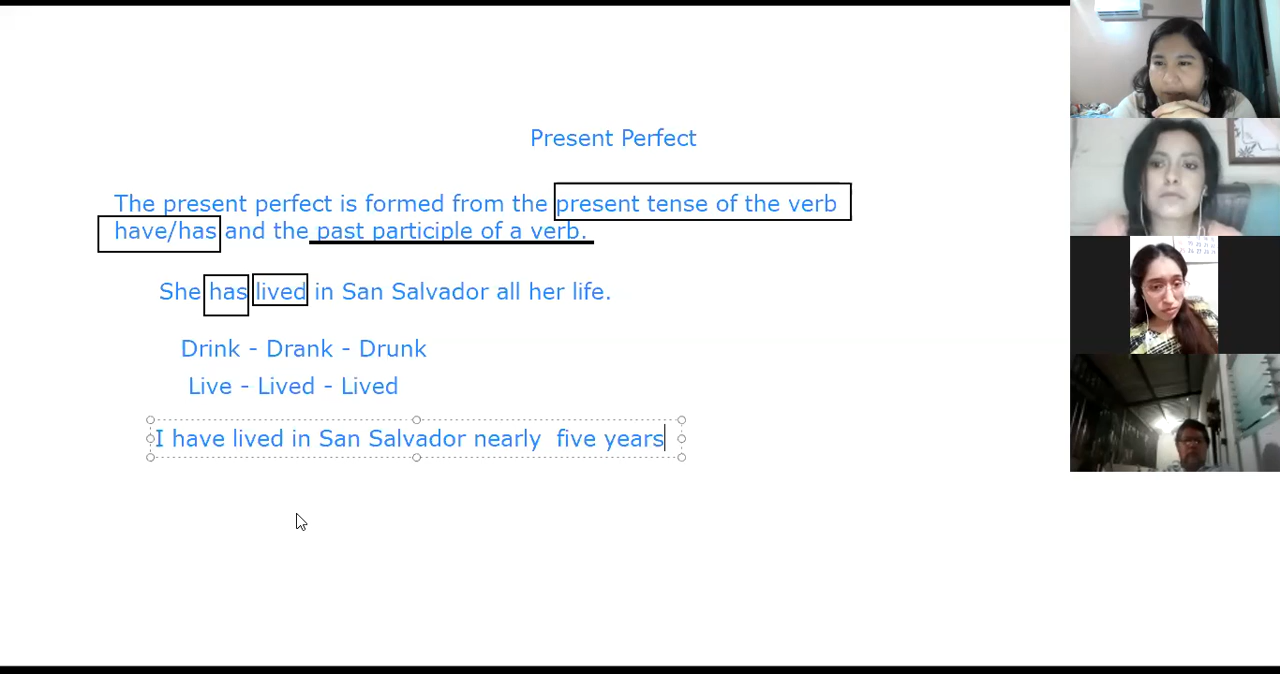 Present Perfect
The present perfect is formed from the present tense of the verb
have/has and the past participle of a verb.
She has lived in San Salvador all her life.
Drink - Drank - Drunk
Live - Lived - Lived
I have lived in San Salvador nearly  five years